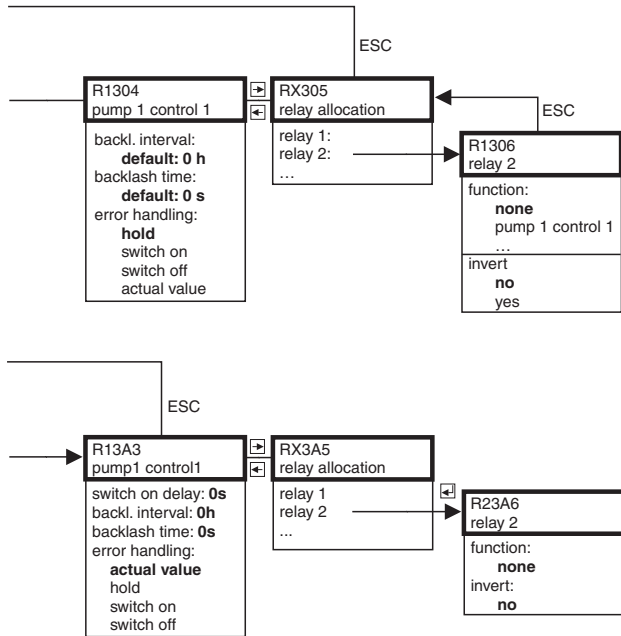 ESC
R1304
pump 1 control 1
backl. interval:
default: 0 h
backlash time:
default: 0 s
error handling:
hold
switch on
switch off
actual value
RX305
relay allocation
relay 1:
relay 2:
...
ESC
R1306
relay 2
function:
none
pump 1 control 1
...
invert
no
yes
ESC
R13A3
pump1 control1
switch on delay: 0s
backl. interval: 0h
backlash time: 0s
error handling:
actual value
hold
switch on
switch off
RX3A5
relay allocation
relay 1
relay 2
...
R23A6
relay 2
function:
none
invert:
no